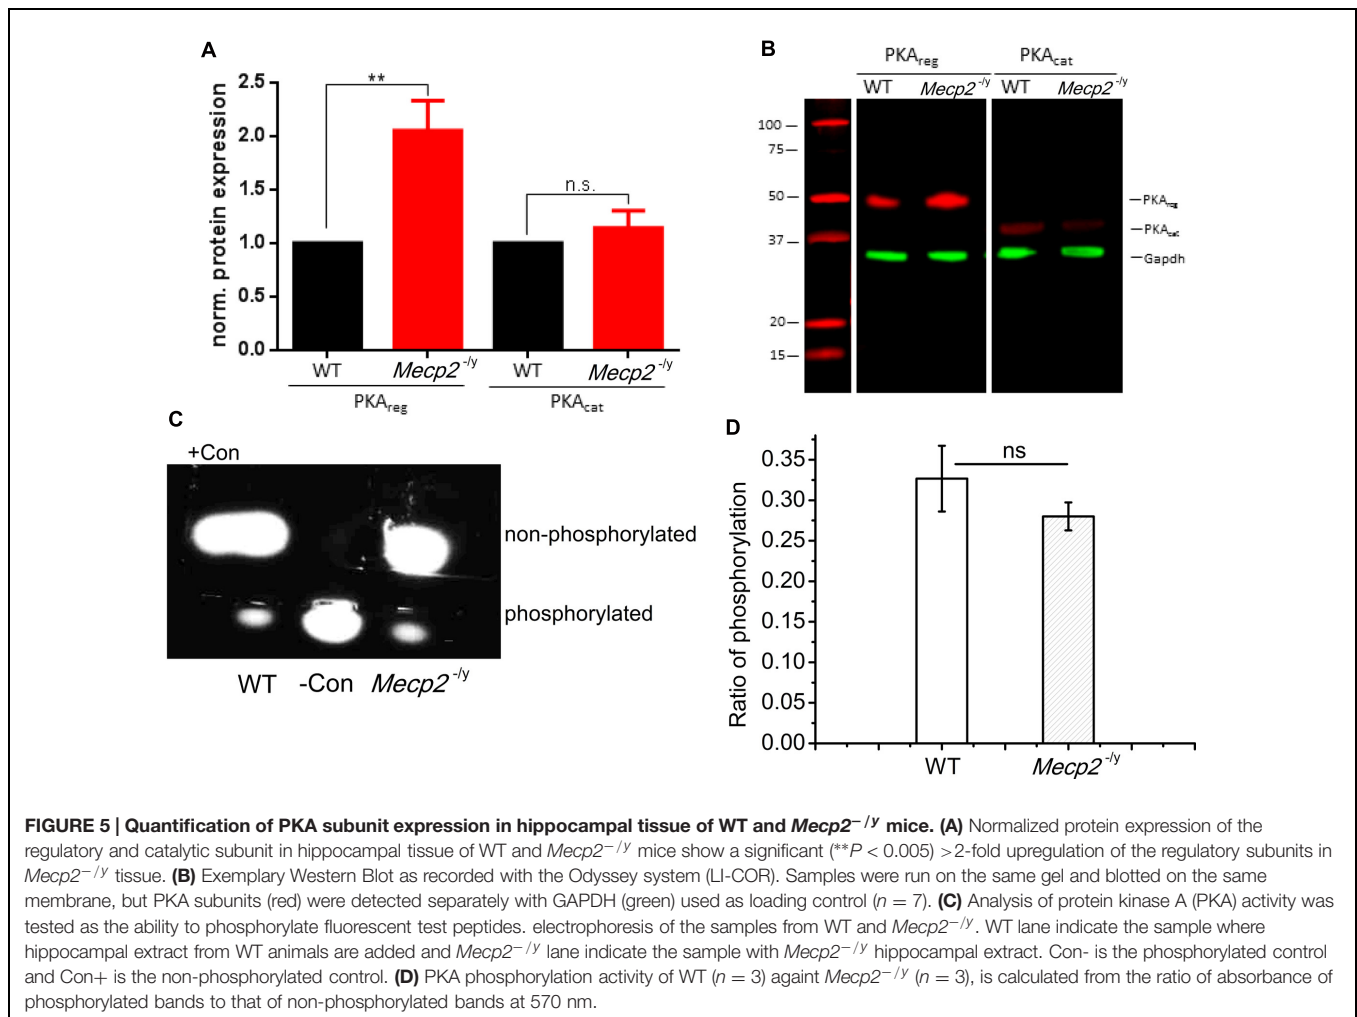 A
2.5
2.0
1.5
1.0
0.5
0.0
norm. protein expression
**
n.s.
WT Mecp2-/y WT Mecp2-/y
PKAreg PKAcat
B
PKAreg PKAcat
WT Mecp2-/y WT Mecp2-/y
100
75
50
37
20
15
PKAreg
PKAcat
Gapdh
C
+Con
non-phosphorylated
phosphorylated
WT -Con Mecp2-/y
D
0.35
0.30
0.25
0.20
0.15
0.10
0.05
0.00
Ratio of phosphorylation
ns
WT Mecp2-/y
FIGURE 5 | Quantification of PKA subunit expression in hippocampal tissue of WT and Mecp2−/y mice. (A) Normalized protein expression of the
regulatory and catalytic subunit in hippocampal tissue of WT and Mecp2−/y mice show a significant (**P < 0.005) >2-fold upregulation of the regulatory subunits in
Mecp2−/y tissue. (B) Exemplary Western Blot as recorded with the Odyssey system (LI-COR). Samples were run on the same gel and blotted on the same
membrane, but PKA subunits (red) were detected separately with GAPDH (green) used as loading control (n = 7). (C) Analysis of protein kinase A (PKA) activity was
tested as the ability to phosphorylate fluorescent test peptides. electrophoresis of the samples from WT and Mecp2−/y. WT lane indicate the sample where
hippocampal extract from WT animals are added and Mecp2−/y lane indicate the sample with Mecp2−/y hippocampal extract. Con- is the phosphorylated control
and Con+ is the non-phosphorylated control. (D) PKA phosphorylation activity of WT (n = 3) againt Mecp2−/y (n = 3), is calculated from the ratio of absorbance of
phosphorylated bands to that of non-phosphorylated bands at 570 nm.